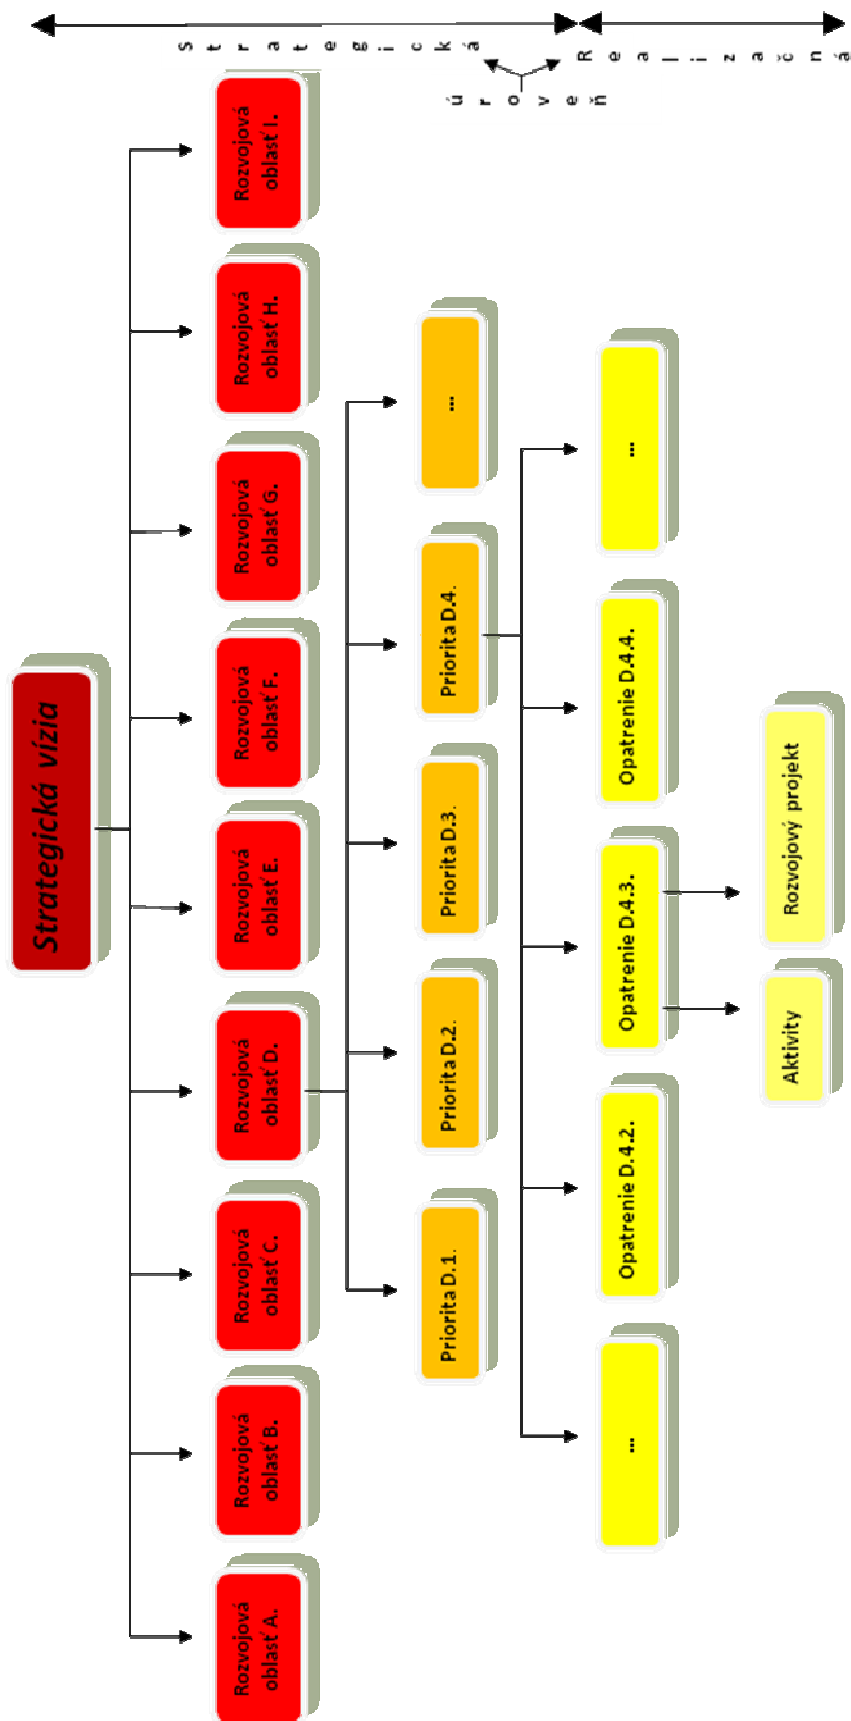 Strategická vízia
Rozvojová
oblasť A.
Rozvojová
oblasť B.
Rozvojová
oblasť C.
Rozvojová
oblasť D.
Rozvojová
oblasť E.
Rozvojová
oblasť F.
Rozvojová
oblasť G.
Rozvojová
oblasť H.
Rozvojová
oblasť I.
Priorita D.1.
Priorita D.2.
Priorita D.3.
Priorita D.4.
...
...
Opatrenie D.4.2.
Opatrenie D.4.3.
Opatrenie D.4.4.
...
Aktivity
Rozvojový projekt
Strategická
úroveň
Realizačná